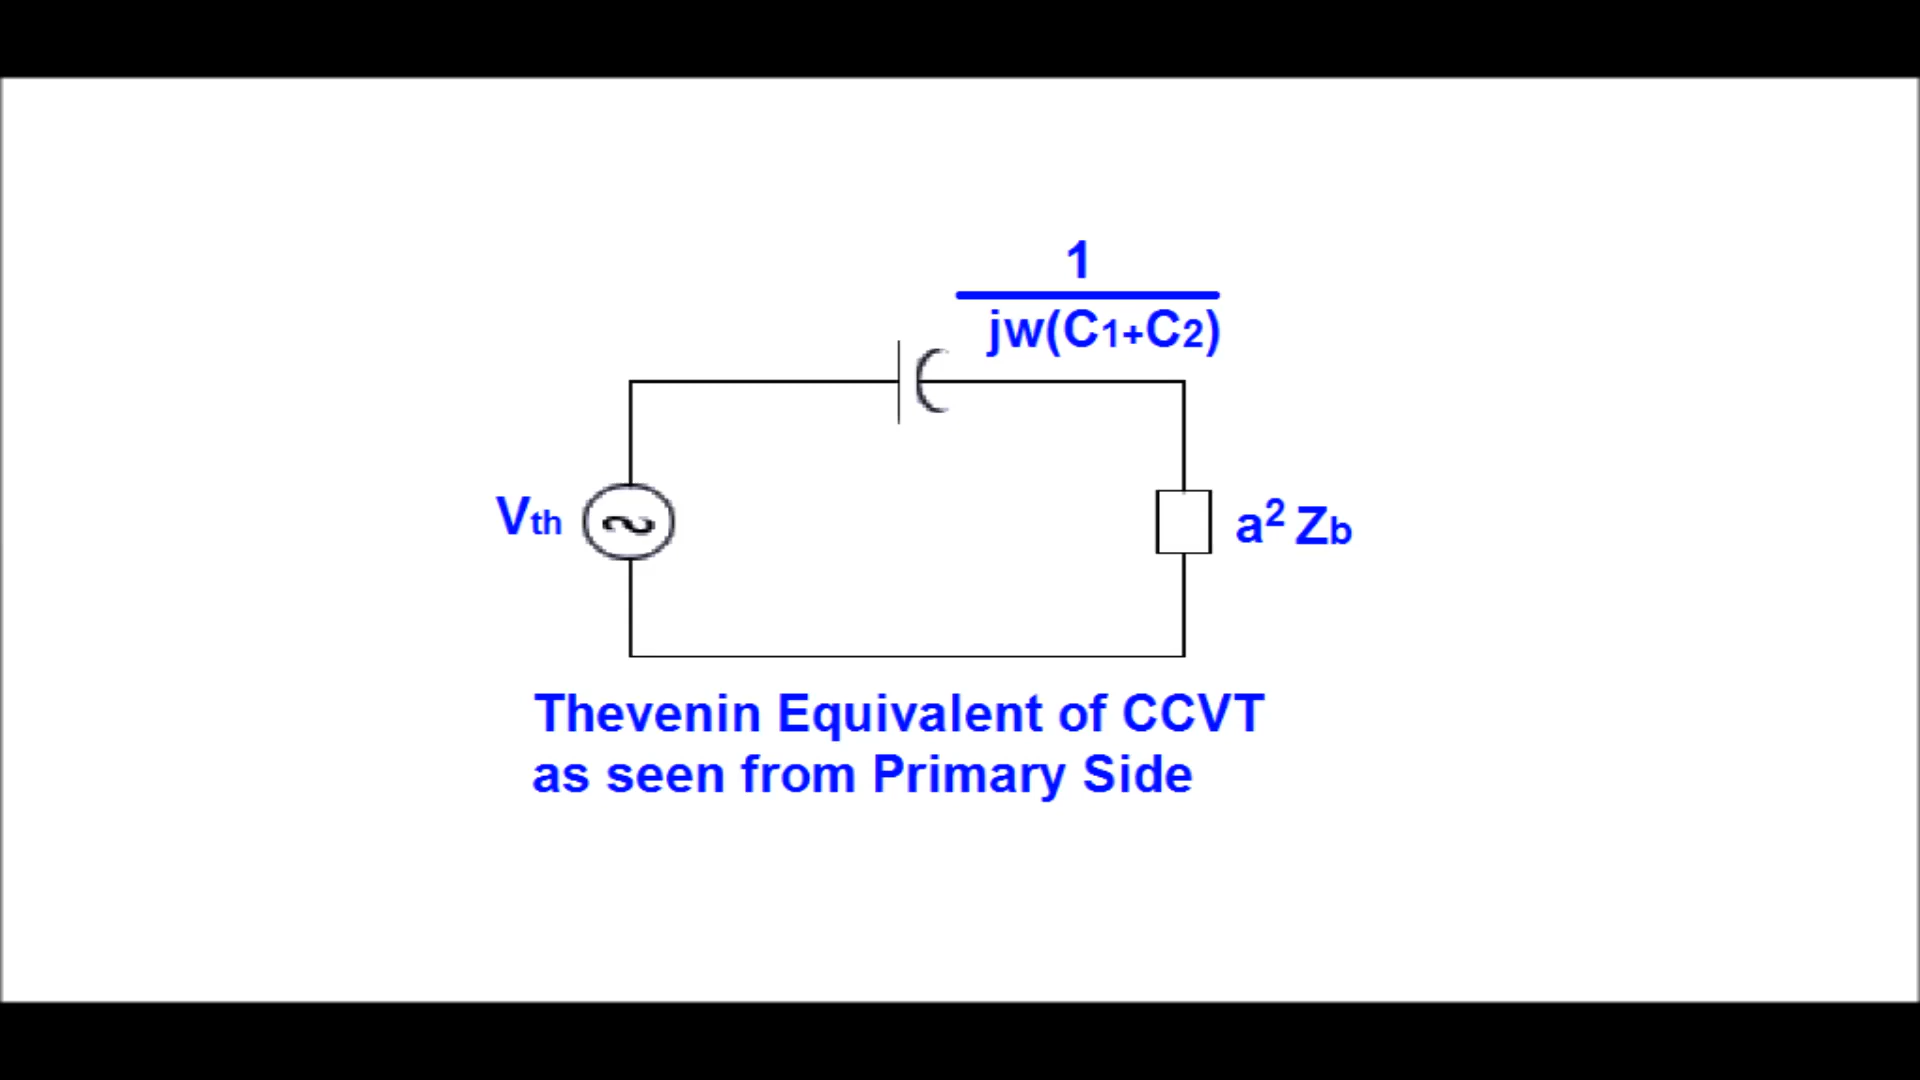 1
jw(C1+C2)
Vth
a² Zb
Thevenin Equivalent of CCVT
as seen from Primary Side